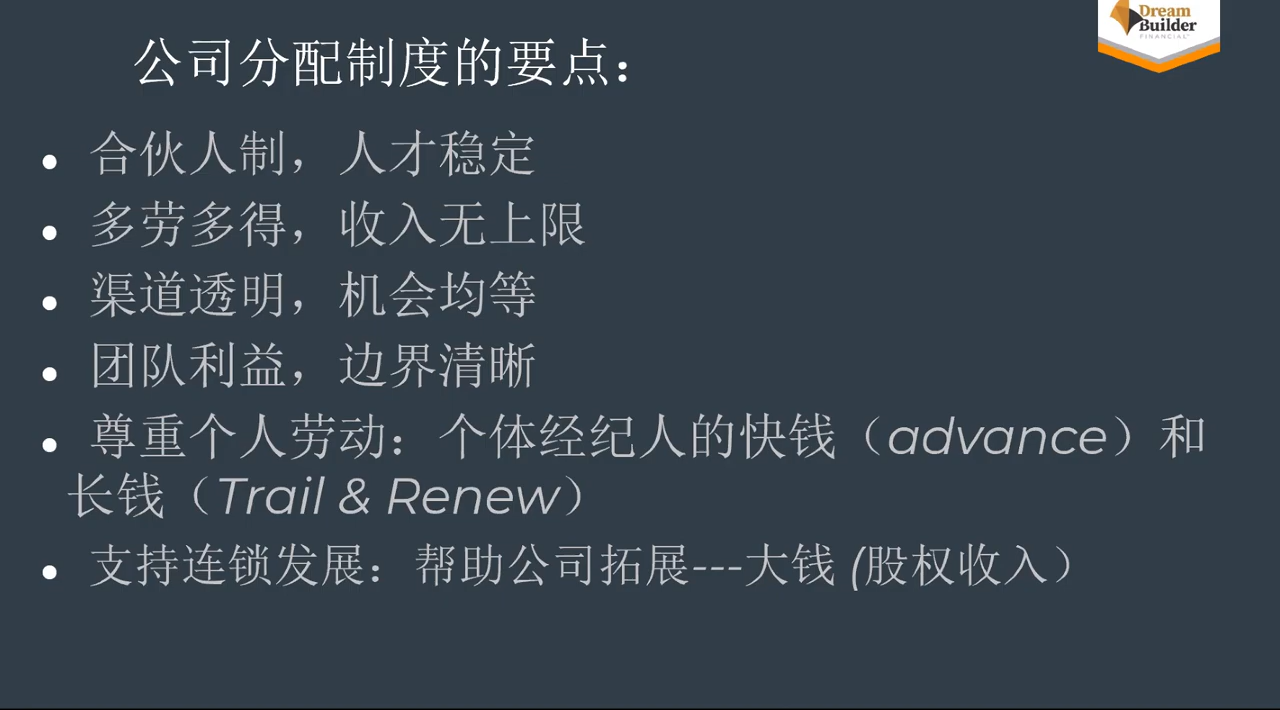 Dream
Builder
FINANCIAL
公司分配制度的要点：
• 合伙人制，人才稳定
• 多劳多得，收入无上限
• 渠道透明，机会均等
• 团队利益，边界清晰
• 尊重个人劳动：个体经纪人的快钱（advance）和
长钱（Trail & Renew）
• 支持连锁发展：帮助公司拓展---大钱 (股权收入）